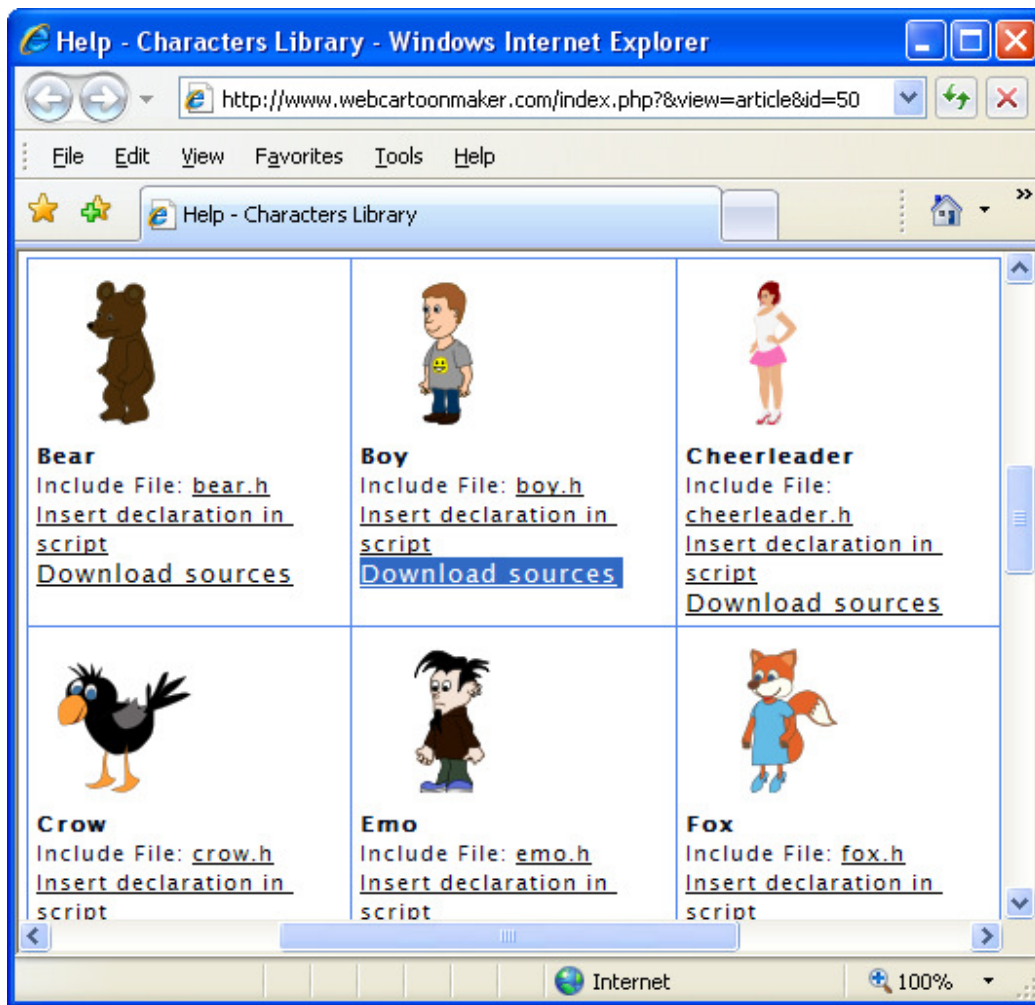 Help - Characters Library - Windows Internet Explorer
http://www.webcartoonmaker.com/index.php?&view=article&id=50
File Edit View Favorites Tools Help
Help - Characters Library
Bear
Include File: bear.h
Insert declaration in
script
Download sources
Boy
Include File: boy.h
Insert declaration in
script
Download sources
Cheerleader
Include File:
cheerleader.h
Insert declaration in
script
Download sources
Crow
Include File: crow.h
Insert declaration in
script
Emo
Include File: emo.h
Insert declaration in
script
Fox
Include File: fox.h
Insert declaration in
script
Internet
100%